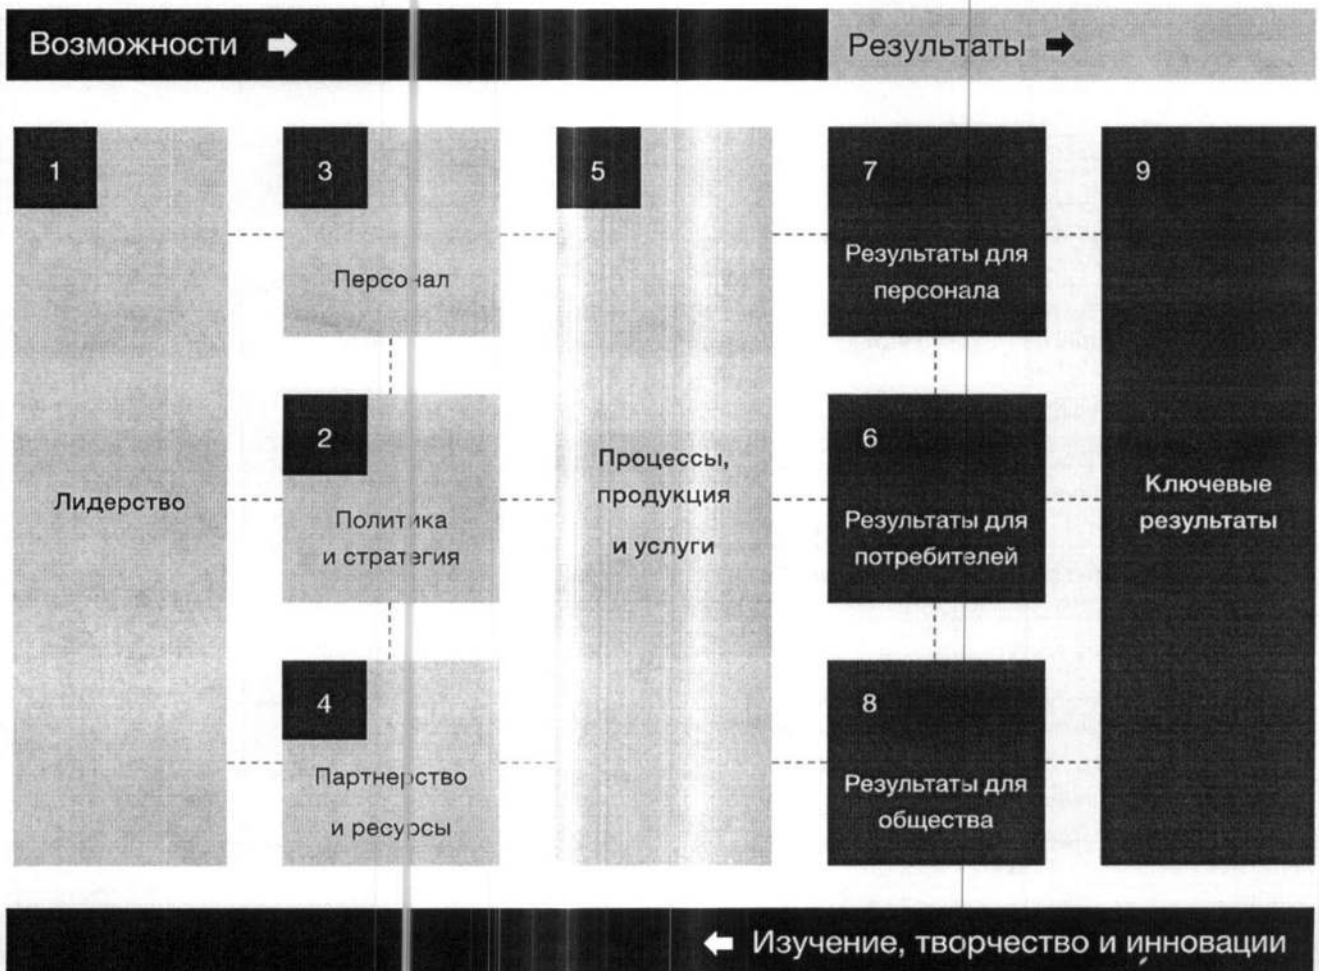 Возможности ➡
Результаты ➡
1
Лидерство
3
Персонал
2
Политика
и стратегия
4
Партнерство
и ресурсы
5
Процессы,
продукция
и услуги
7
Результаты для
персонала
6
Результаты для
потребителей
8
Результаты для
общества
9
Ключевые
результаты
⬅ Изучение, творчество и инновации